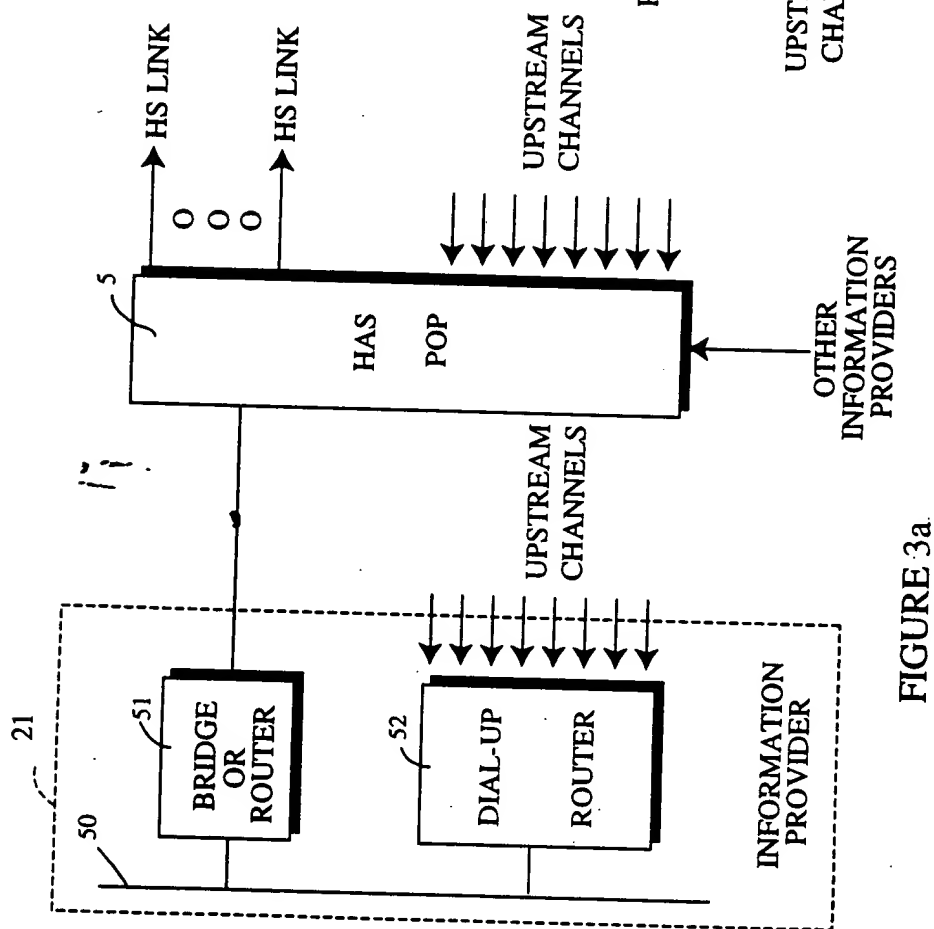 21
50
51
BRIDGE
OR
ROUTER
52
DIAL-UP
ROUTER
INFORMATION
PROVIDER
UPSTREAM
CHANNELS
5
HAS
POP
HS LINK
O
O
O
HS LINK
UPSTREAM
CHANNELS
OTHER
INFORMATION
PROVIDERS
UPST
CHA
FIGURE 3a